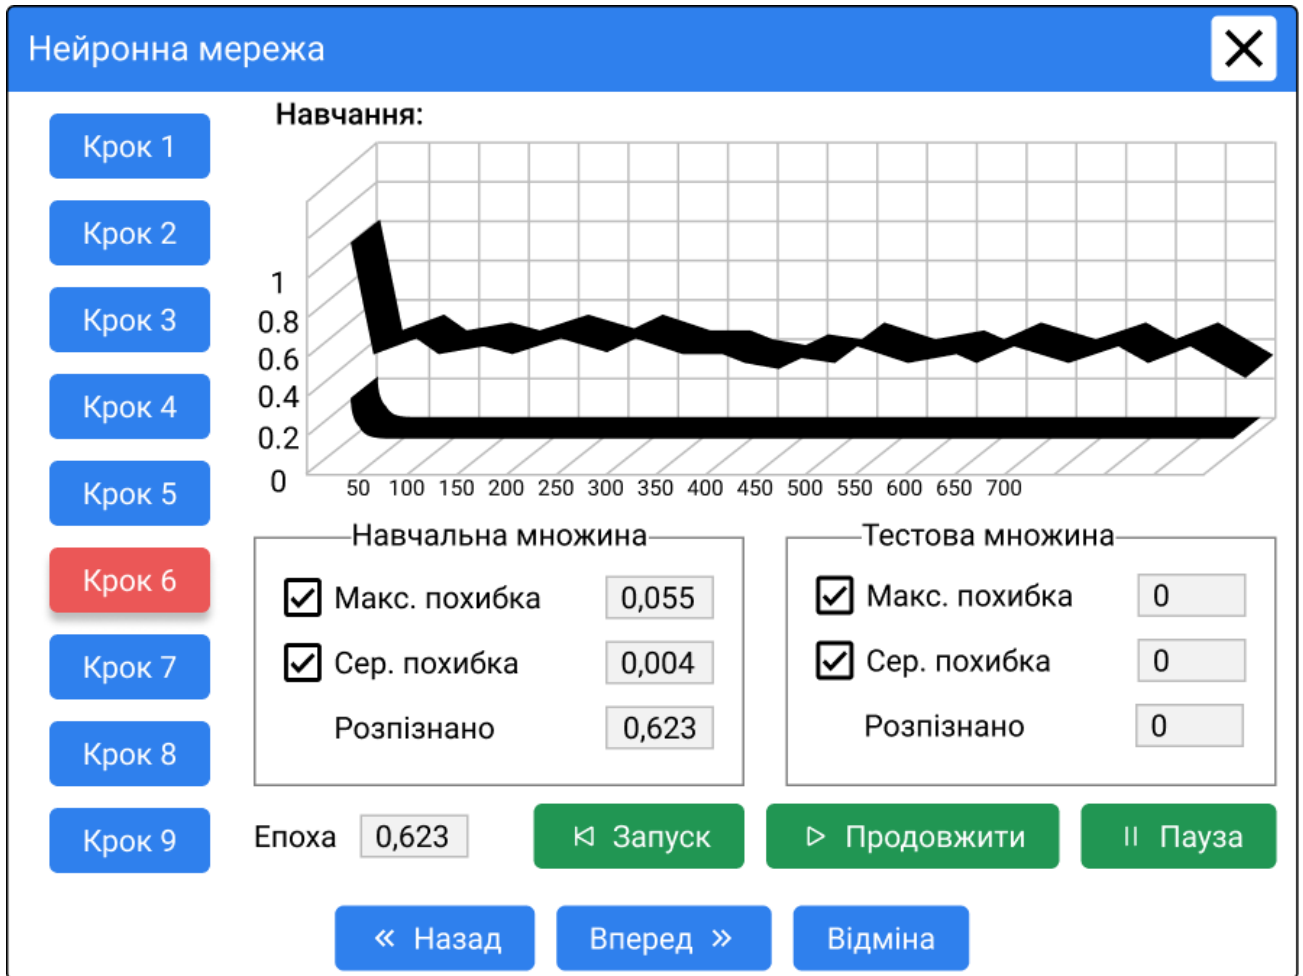 Нейронна мережа
Крок 1
Крок 2
Крок 3
Крок 4
Крок 5
Крок 6
Крок 7
Крок 8
Крок 9
Навчання:
1
0.8
0.6
0.4
0.2
0
50 100 150 200 250 300 350 400 450 500 550 600 650 700
Навчальна множина
Макс. похибка 0,055
Сер. похибка 0,004
Розпізнано 0,623
Тестова множина
Макс. похибка 0
Сер. похибка 0
Розпізнано 0
Епоха 0,623 Запуск Продовжити Пауза
« Назад Вперед » Відміна